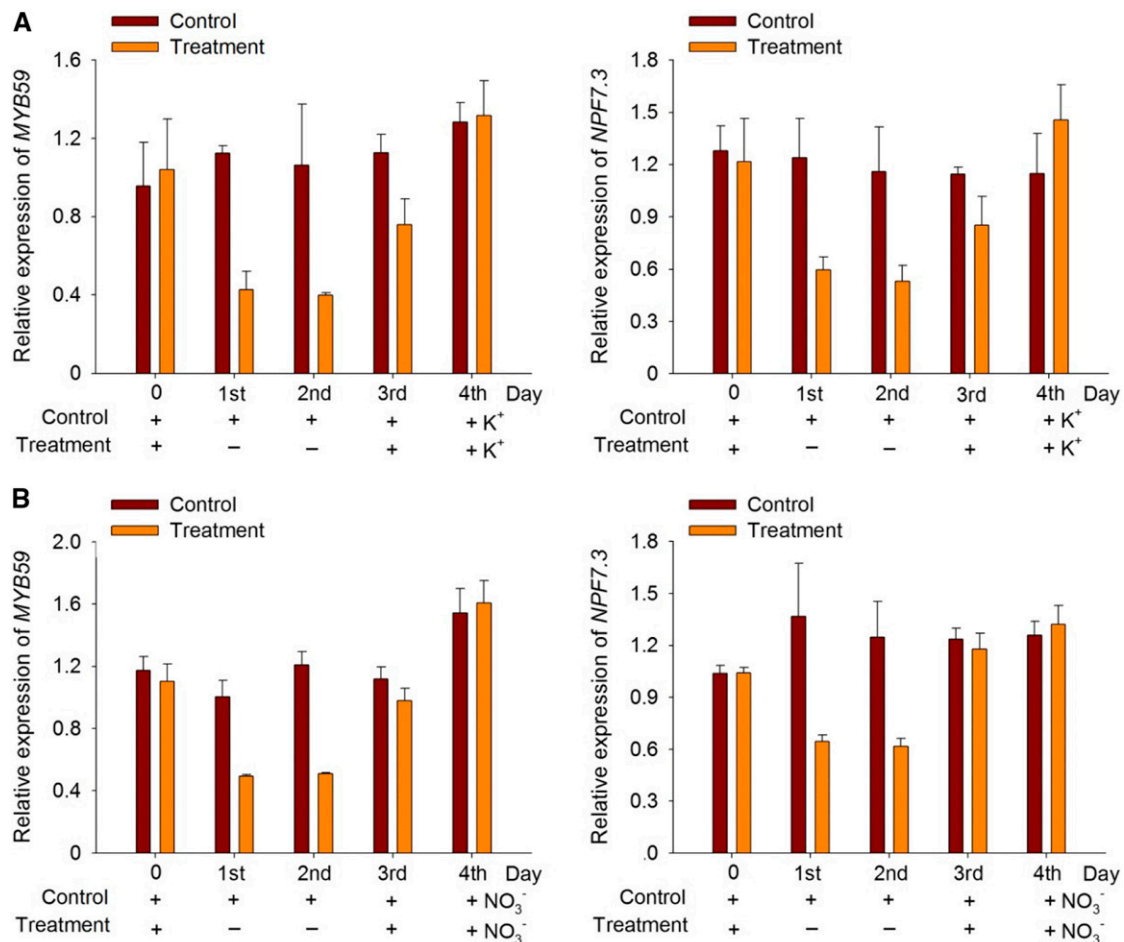 A
Control
Treatment
Relative expression of MYB59
1.6
1.2
0.8
0.4
0
0 1st 2nd 3rd 4th Day
Control + + + + + K⁺
Treatment + – – + + K⁺
Control
Treatment
Relative expression of NPF7.3
1.8
1.5
1.2
0.9
0.6
0.3
0
0 1st 2nd 3rd 4th Day
Control + + + + + K⁺
Treatment + – – + + K⁺
B
Control
Treatment
Relative expression of MYB59
2.0
1.6
1.2
0.8
0.4
0
0 1st 2nd 3rd 4th Day
Control + + + + + NO₃⁻
Treatment + – – + + NO₃⁻
Control
Treatment
Relative expression of NPF7.3
1.8
1.5
1.2
0.9
0.6
0.3
.0
0 1st 2nd 3rd 4th Day
Control + + + + + NO₃⁻
Treatment + – – + + NO₃⁻